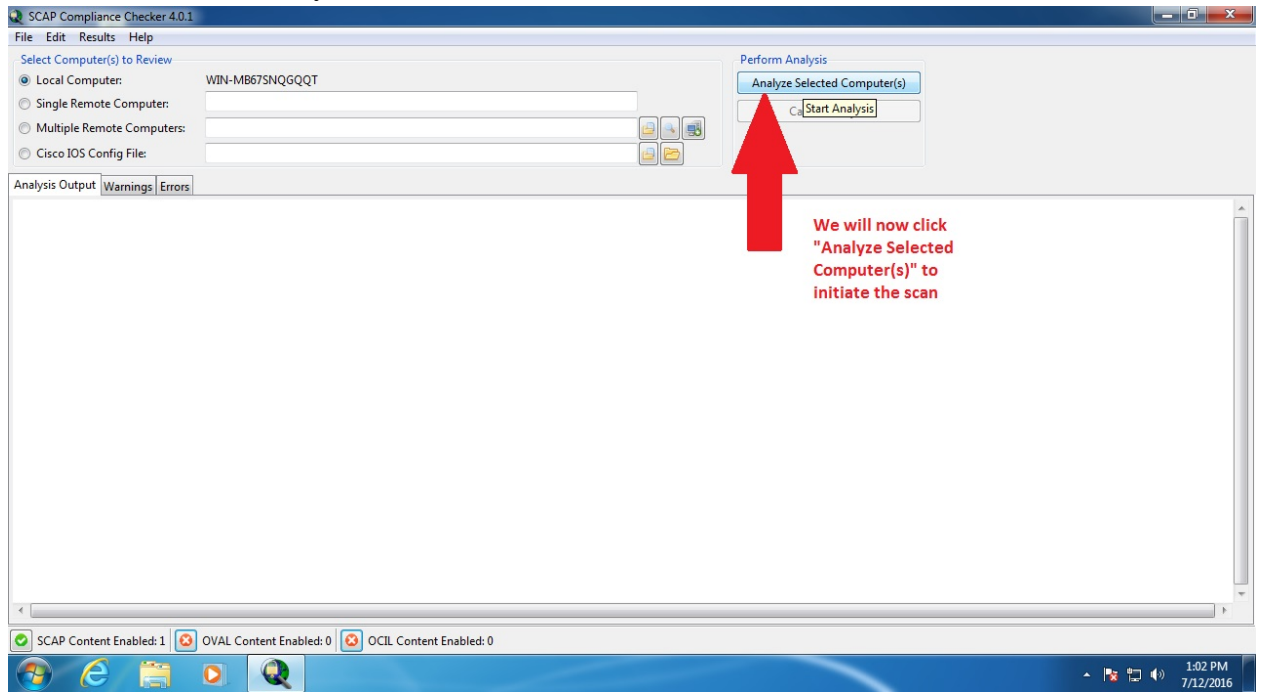 SCAP Compliance Checker 4.0.1
File Edit Results Help
Select Computer(s) to Review
Local Computer: WIN-MB67SNQGQQT
Single Remote Computer:
Multiple Remote Computers:
Cisco IOS Config File:
Perform Analysis
Analyze Selected Computer(s)
Ca
Start Analysis
Analysis Output Warnings Errors
We will now click
"Analyze Selected
Computer(s)" to
initiate the scan
SCAP Content Enabled: 1 OVAL Content Enabled: 0 OCIL Content Enabled: 0
1:02 PM
7/12/2016